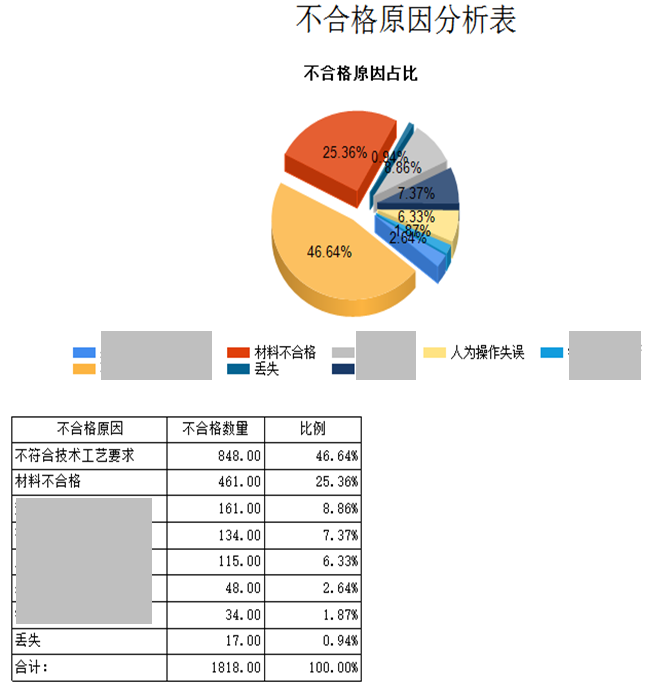 不合格原因分析表
不合格原因占比
25.36%
0.94%
8.86%
7.37%
6.33%
1.87%
2.64%
46.64%
材料不合格 人为操作失误
丢失
不合格原因 不合格数量 比例
不符合技术工艺要求 848.00 46.64%
材料不合格 461.00 25.36%
161.00 8.86%
134.00 7.37%
115.00 6.33%
48.00 2.64%
34.00 1.87%
丢失 17.00 0.94%
合计: 1818.00 100.00%